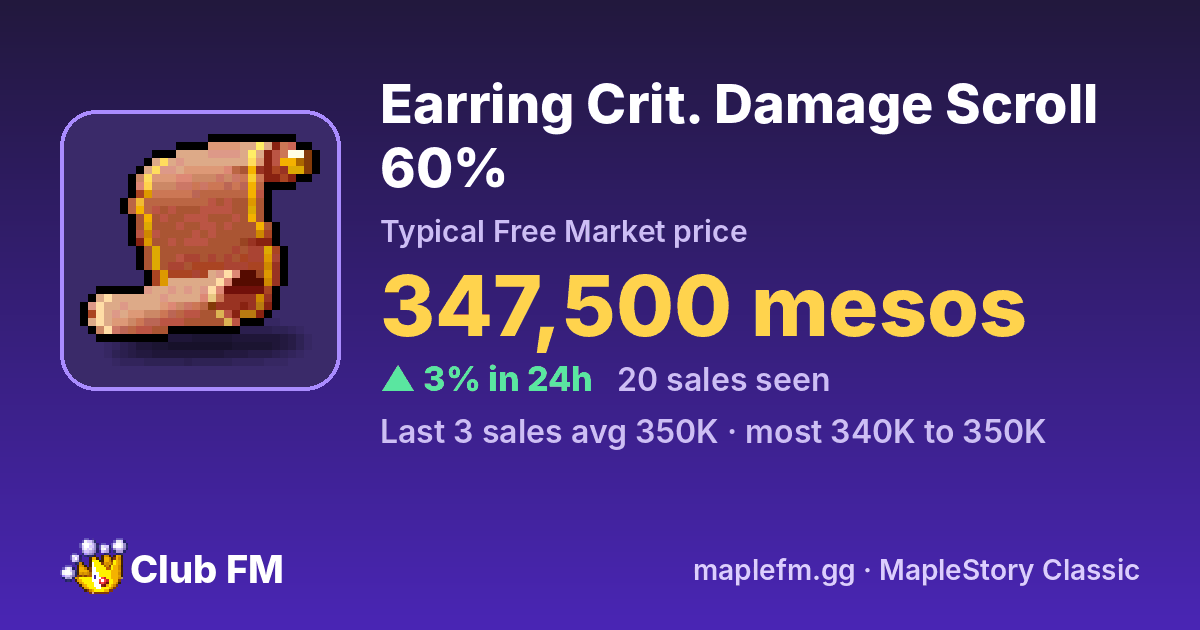 Earring Crit. Damage Scroll
60%
Typical Free Market price
347,500 mesos
▲ 3% in 24h 20 sales seen
Last 3 sales avg 350K · most 340K to 350K
Club FM
maplefm.gg · MapleStory Classic